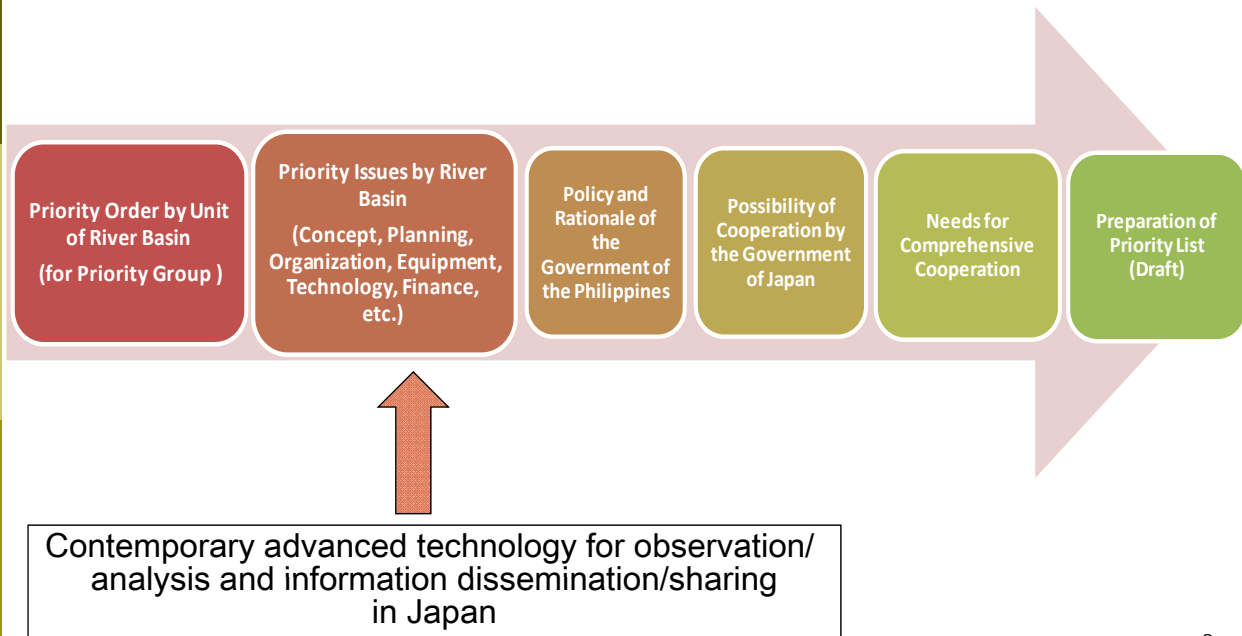 Priority Order by Unit
of River Basin
(for Priority Group )
Priority Issues by River
Basin
(Concept, Planning,
Organization, Equipment,
Technology, Finance,
etc.)
Policy and
Rationale of
the
Government of
the Philippines
Possibility of
Cooperation by
the Government
of Japan
Needs for
Comprehensive
Cooperation
Preparation of
Priority List
(Draft)
Contemporary advanced technology for observation/
analysis and information dissemination/sharing
in Japan